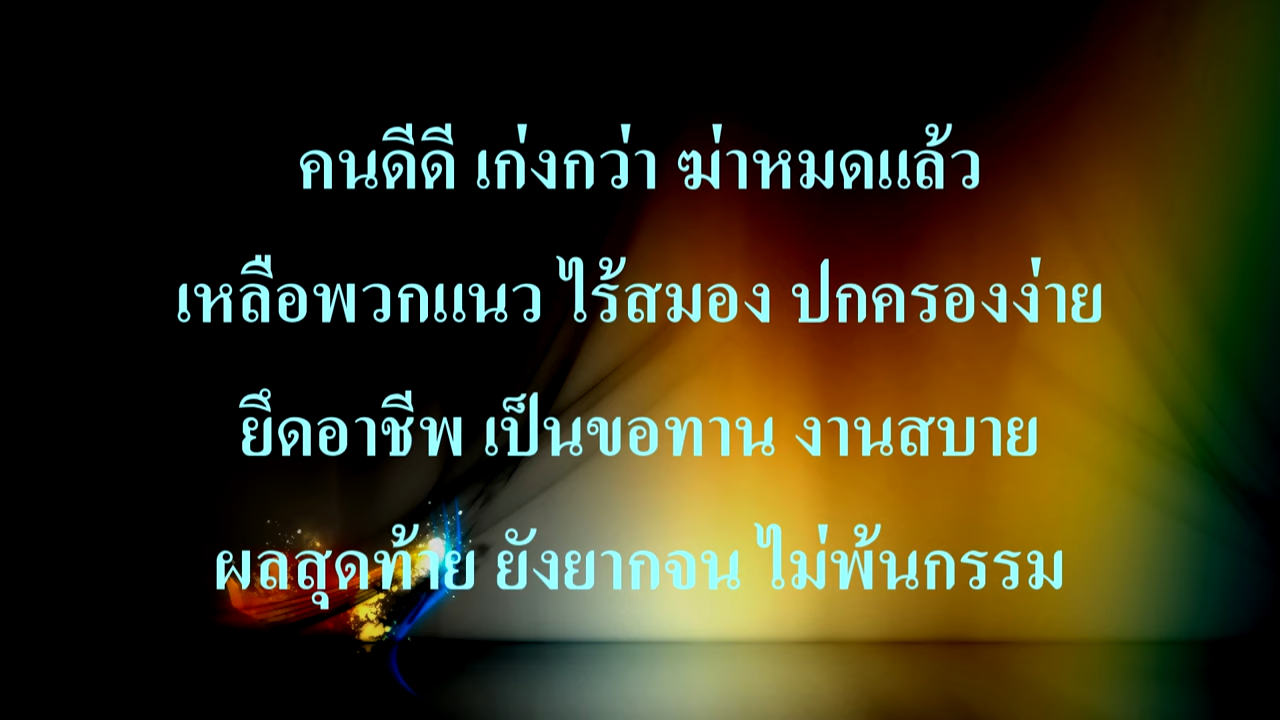 คนดีดี เก่งกว่า ฆ่าหมดแล้ว
เหลือพวกแนว ไร้สมอง ปกครองง่าย
ยึดอาชีพ เป็นขอทาน งานสบาย
ผลสุดท้าย ยังยากจน ไม่พ้นกรรม